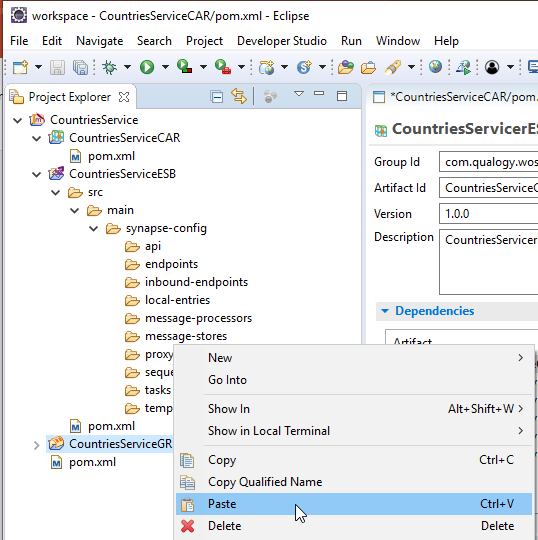 workspace - CountriesServiceCAR/pom.xml - Eclipse
File Edit Navigate Search Project Developer Studio Run Window Help
Project Explorer
*CountriesServiceCAR/pom.
CountriesService
CountriesServiceCAR
pom.xml
CountriesServiceESB
src
main
synapse-config
api
endpoints
inbound-endpoints
local-entries
message-processors
message-stores
proxy
seque
tasks
temp
pom.xml
CountriesServiceGR
pom.xml
CountriesServicerES
Group Id com.qualogy.wos
Artifact Id CountriesServiceC
Version 1.0.0
Description CountriesServicer
Dependencies
Artifact
New
Go Into
Show In Alt+Shift+W
Show in Local Terminal
Copy Ctrl+C
Copy Qualified Name
Paste Ctrl+V
Delete Delete